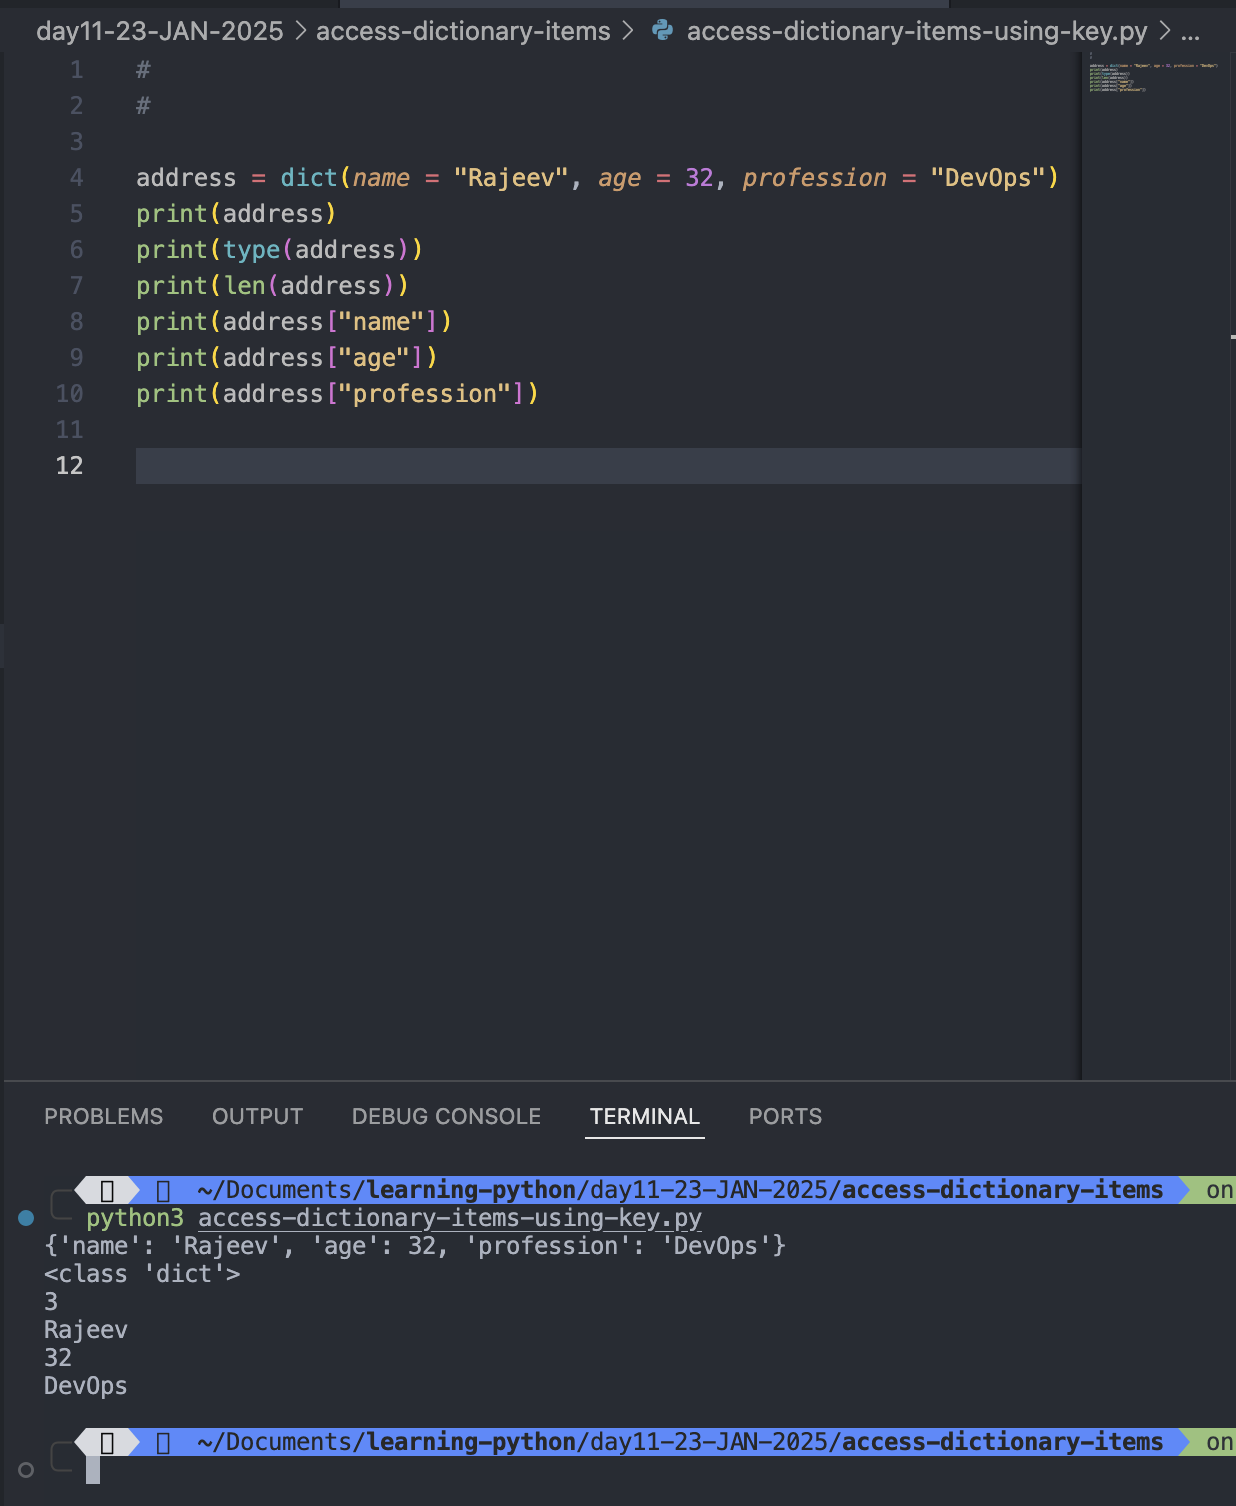 day11-23-JAN-2025 > access-dictionary-items > access-dictionary-items-using-key.py > ...
1 #
2 #
3
4 address = dict(name = "Rajeev", age = 32, profession = "DevOps")
5 print(address)
6 print(type(address))
7 print(len(address))
8 print(address["name"])
9 print(address["age"])
10 print(address["profession"])
11
12
PROBLEMS OUTPUT DEBUG CONSOLE TERMINAL PORTS
~/Documents/learning-python/day11-23-JAN-2025/access-dictionary-items on
python3 access-dictionary-items-using-key.py
{'name': 'Rajeev', 'age': 32, 'profession': 'DevOps'}
<class 'dict'>
3
Rajeev
32
DevOps
~/Documents/learning-python/day11-23-JAN-2025/access-dictionary-items on